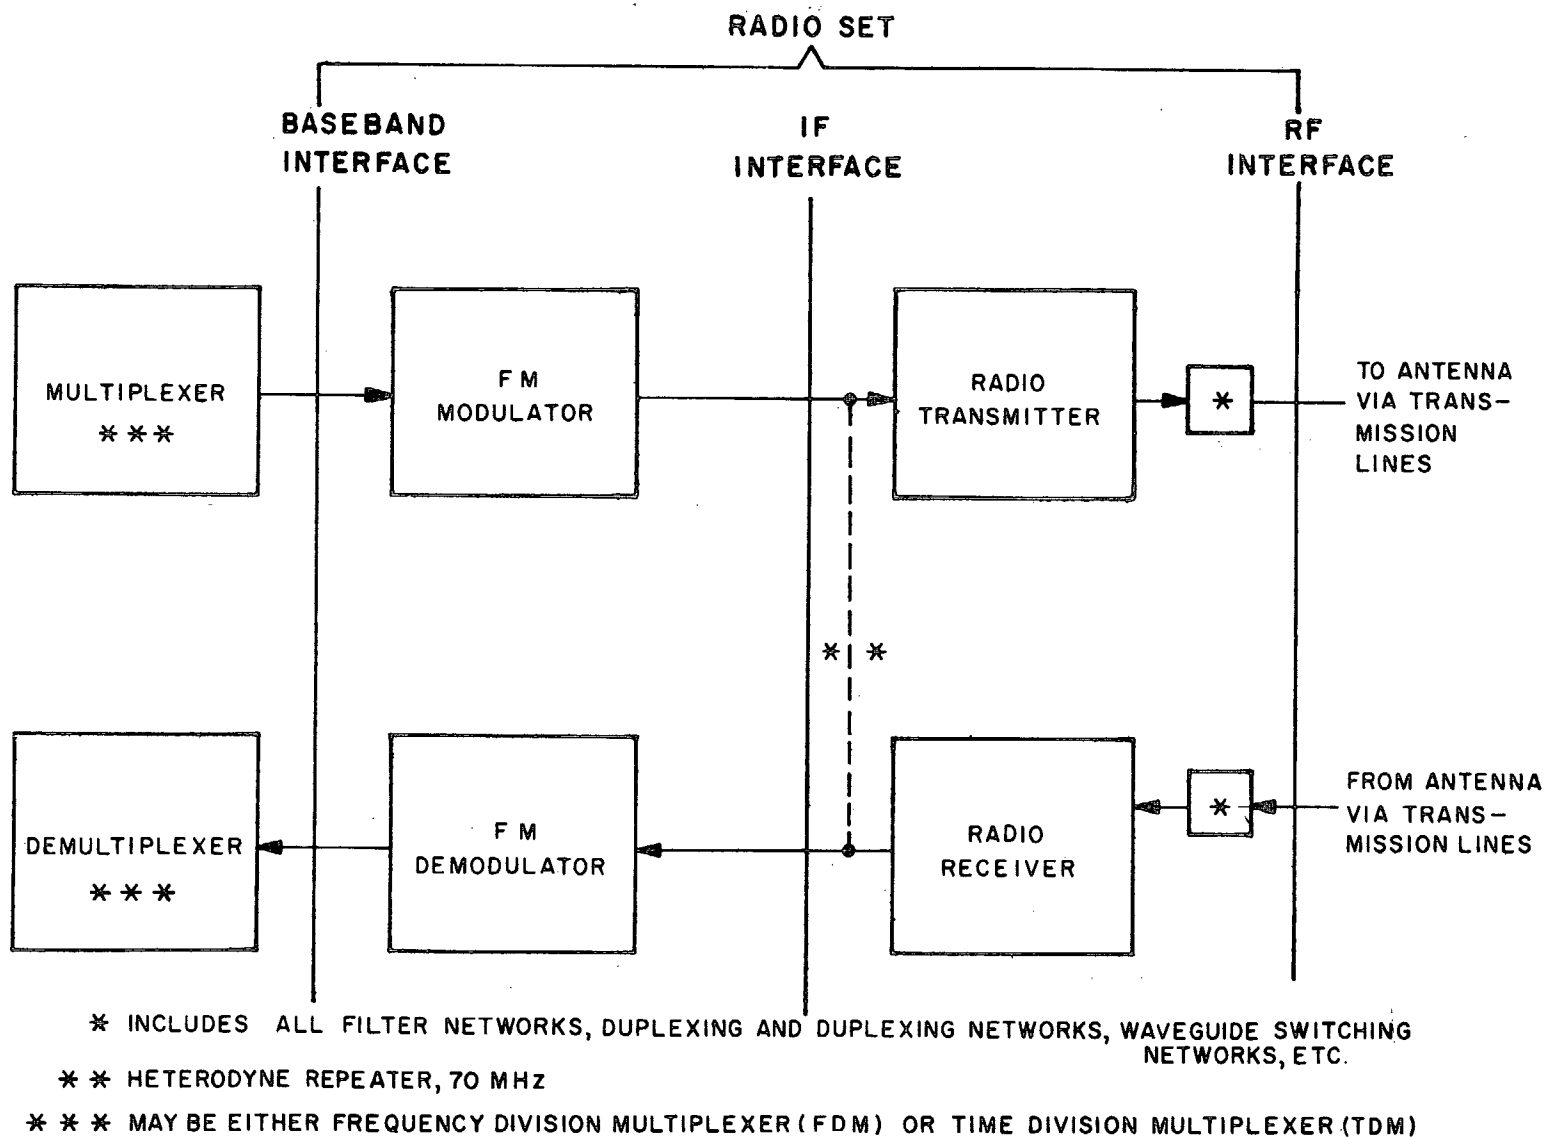 RADIO SET
BASEBAND
INTERFACE
IF
INTERFACE
RF
INTERFACE
MULTIPLEXER
***
FM
MODULATOR
RADIO
TRANSMITTER
*
TO ANTENNA
VIA TRANS-
MISSION
LINES
* *
DEMULTIPLEXER
***
FM
DEMODULATOR
RADIO
RECEIVER
*
FROM ANTENNA
VIA TRANS-
MISSION LINES
* INCLUDES ALL FILTER NETWORKS, DUPLEXING AND DUPLEXING NETWORKS, WAVEGUIDE SWITCHING
NETWORKS, ETC.
* * HETERODYNE REPEATER, 70 MHz
* * * MAY BE EITHER FREQUENCY DIVISION MULTIPLEXER (FDM) OR TIME DIVISION MULTIPLEXER (TDM)